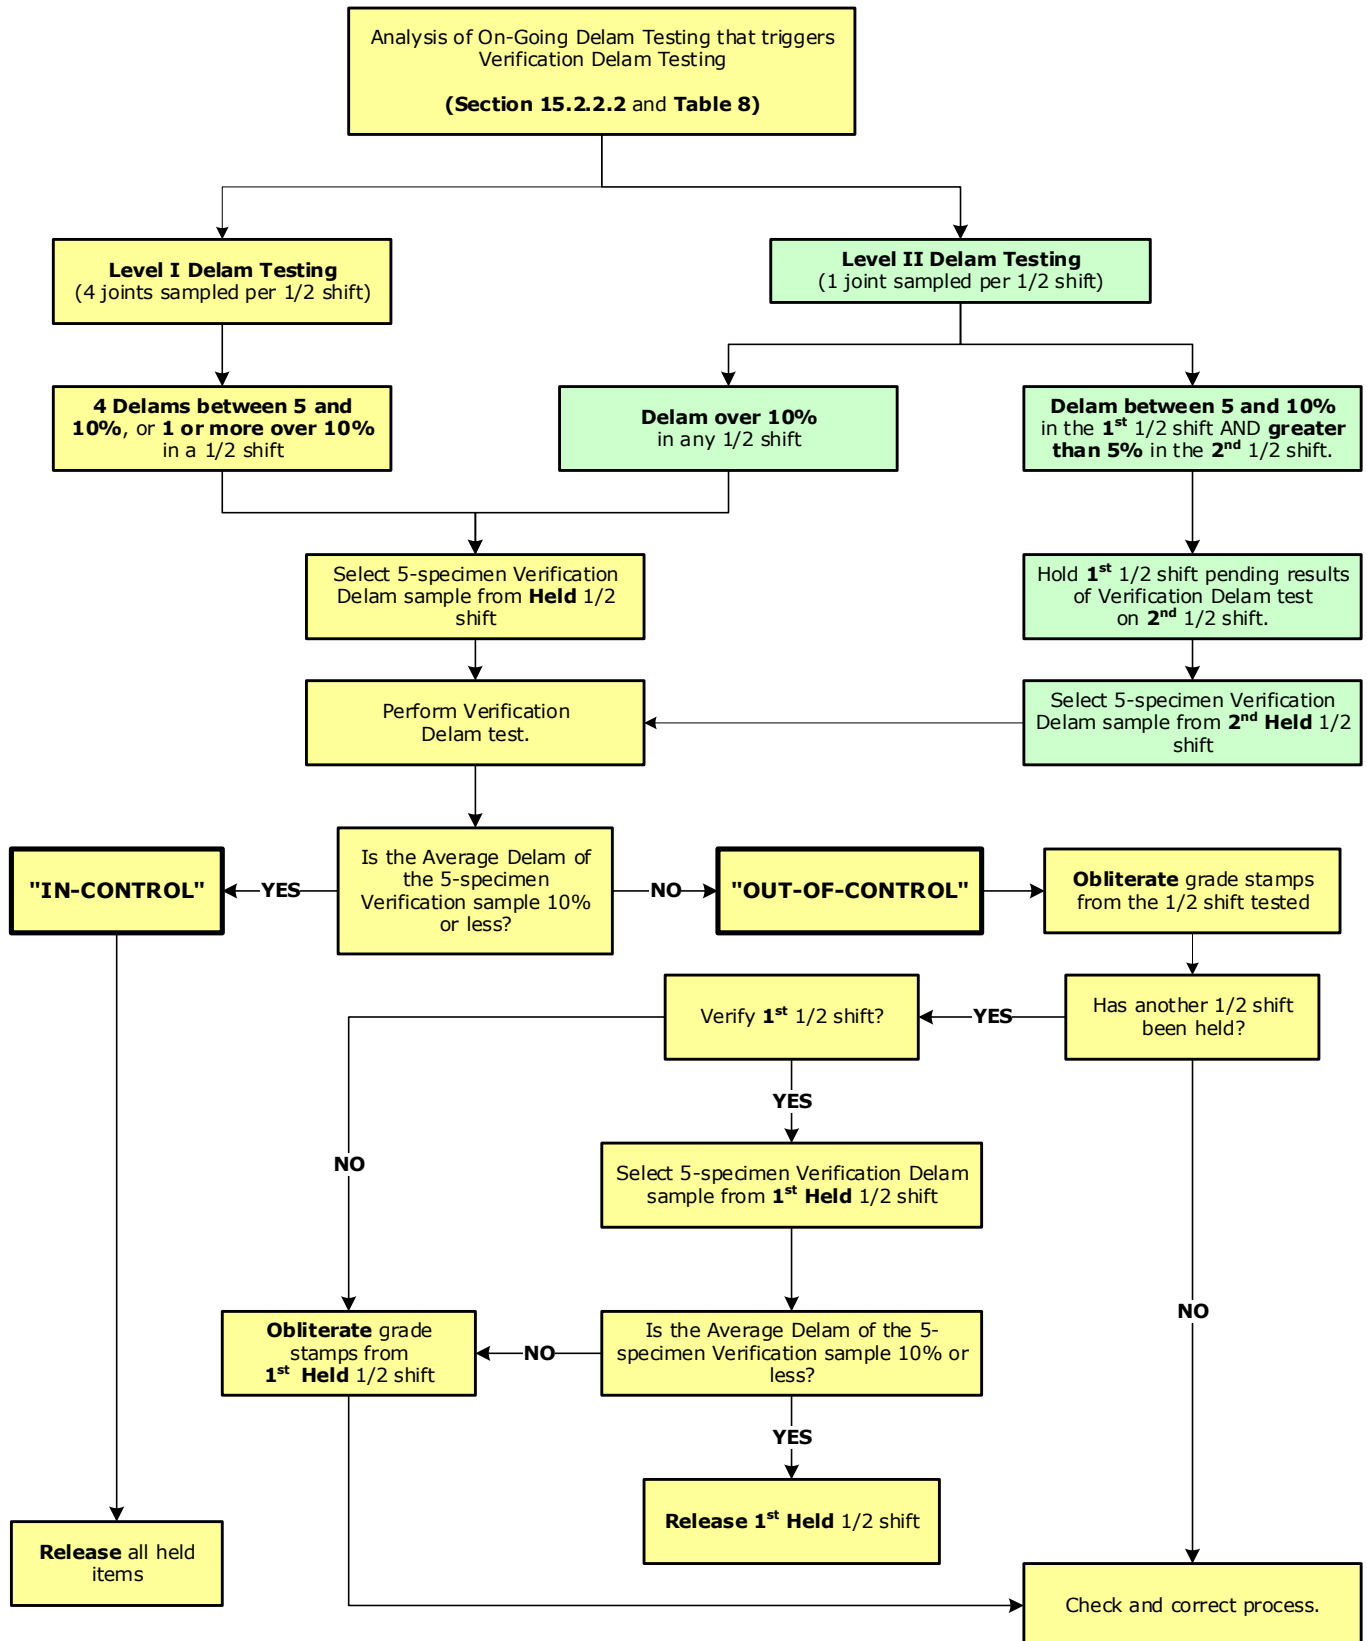 Analysis of On-Going Delam Testing that triggers
Verification Delam Testing
(Section 15.2.2.2 and Table 8)
Level I Delam Testing
(4 joints sampled per 1/2 shift)
Level II Delam Testing
(1 joint sampled per 1/2 shift)
4 Delams between 5 and
10%, or 1 or more over 10%
in a 1/2 shift
Delam over 10%
in any 1/2 shift
Delam between 5 and 10%
in the 1st 1/2 shift AND greater
than 5% in the 2nd 1/2 shift.
Select 5-specimen Verification
Delam sample from Held 1/2
shift
Hold 1st 1/2 shift pending results
of Verification Delam test
on 2nd 1/2 shift.
Perform Verification
Delam test.
Select 5-specimen Verification
Delam sample from 2nd Held 1/2
shift
"IN-CONTROL"
YES
Is the Average Delam of
the 5-specimen
Verification sample 10%
or less?
NO
"OUT-OF-CONTROL"
Obliterate grade stamps
from the 1/2 shift tested
Verify 1st 1/2 shift?
YES
Has another 1/2 shift
been held?
YES
NO
Select 5-specimen Verification Delam
sample from 1st Held 1/2 shift
NO
Obliterate grade
stamps from
1st Held 1/2 shift
NO
Is the Average Delam of the 5-
specimen Verification sample 10% or
less?
YES
Release 1st Held 1/2 shift
Release all held
items
Check and correct process.